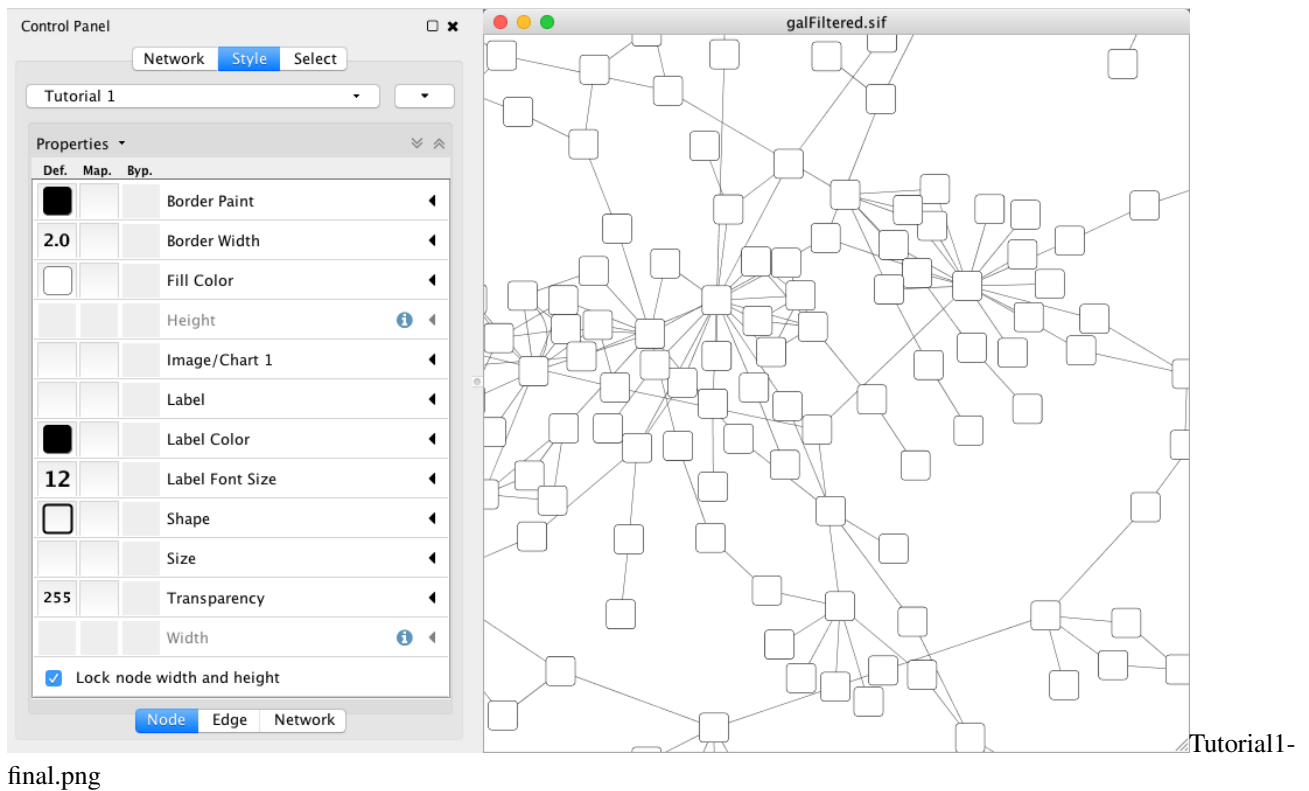 Control Panel
galFiltered.sif
Network Style Select
Tutorial 1
Properties
Def. Map. Byp.
Border Paint
2.0 Border Width
Fill Color
Height
Image/Chart 1
Label
Label Color
12 Label Font Size
Shape
Size
255 Transparency
Width
Lock node width and height
Node Edge Network
Tutorial1-
final.png